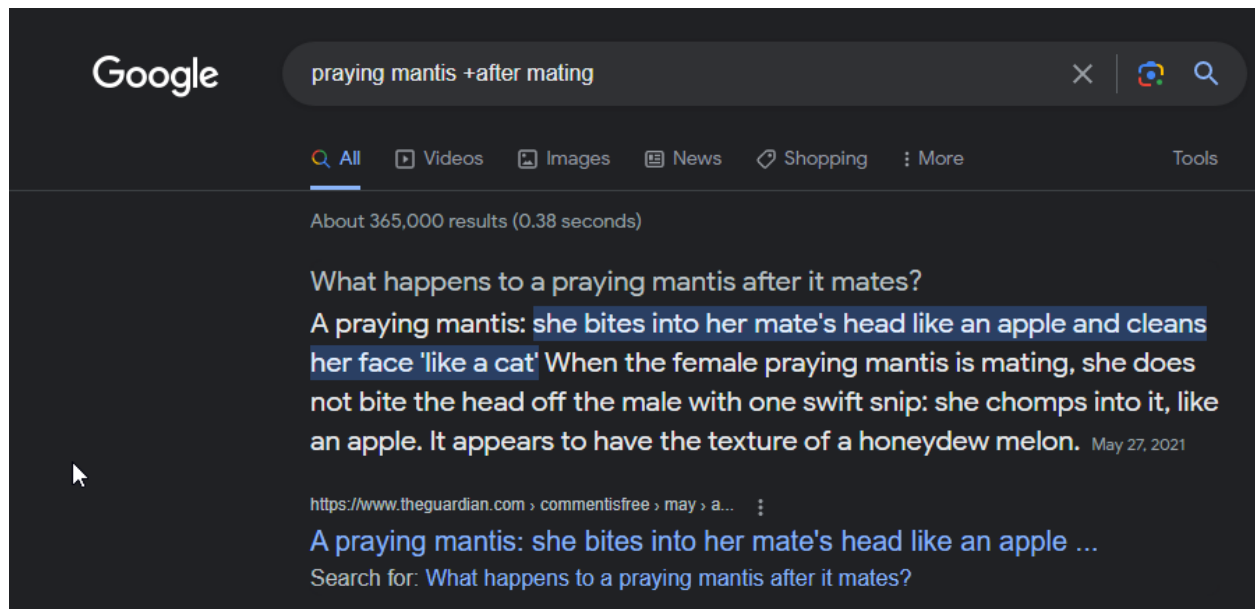 Google
praying mantis +after mating
All Videos Images News Shopping More Tools
About 365,000 results (0.38 seconds)
What happens to a praying mantis after it mates?
A praying mantis: she bites into her mate's head like an apple and cleans
her face 'like a cat' When the female praying mantis is mating, she does
not bite the head off the male with one swift snip: she chomps into it, like
an apple. It appears to have the texture of a honeydew melon. May 27, 2021
https://www.theguardian.com › commentisfree › may › a...
A praying mantis: she bites into her mate's head like an apple ...
Search for: What happens to a praying mantis after it mates?